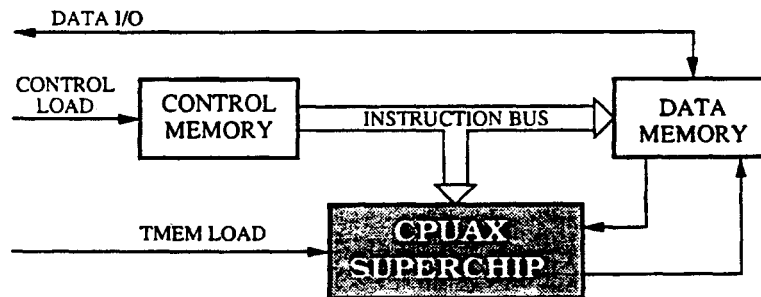 DATA I/O
CONTROL
LOAD
CONTROL
MEMORY
INSTRUCTION BUS
DATA
MEMORY
TMEM LOAD
CPUAX
SUPERCHIP